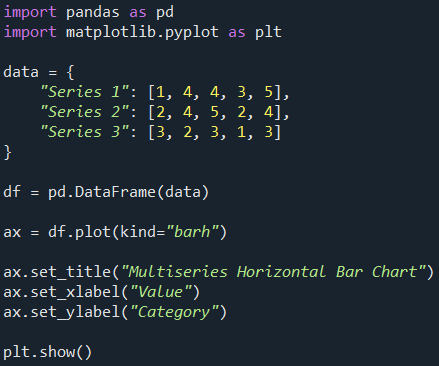 import pandas as pd
import matplotlib.pyplot as plt

data = {
    "Series 1": [1, 4, 4, 3, 5],
    "Series 2": [2, 4, 5, 2, 4],
    "Series 3": [3, 2, 3, 1, 3]
}

df = pd.DataFrame(data)

ax = df.plot(kind="barh")

ax.set_title("Multiseries Horizontal Bar Chart")
ax.set_xlabel("Value")
ax.set_ylabel("Category")

plt.show()